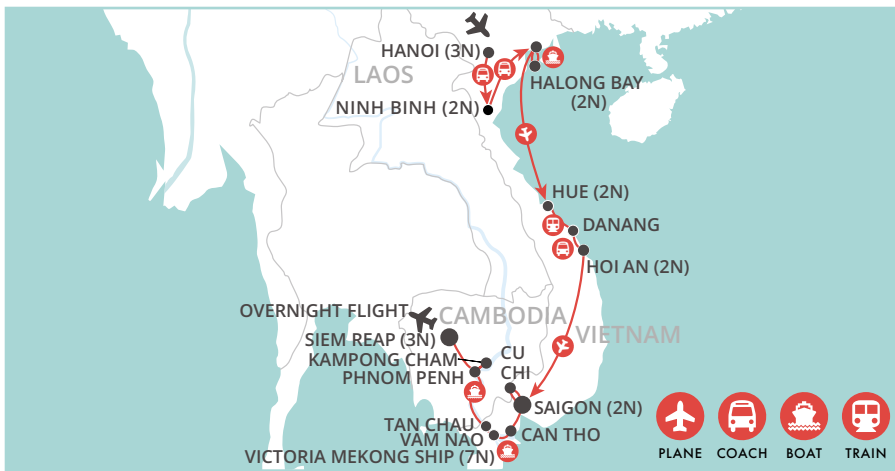 HANOI (3N)
LAOS
HALONG BAY
(2N)
NINH BINH (2N)
HUE (2N)
DANANG
HOI AN (2N)
OVERNIGHT FLIGHT
CAMBODIA
VIETNAM
SIEM REAP (3N)
KAMPONG CHAM
PHNOM PENH
CU
CHI
SAIGON (2N)
TAN CHAU
VAM NAO
CAN THO
VICTORIA MEKONG SHIP (7N)
PLANE
COACH
BOAT
TRAIN